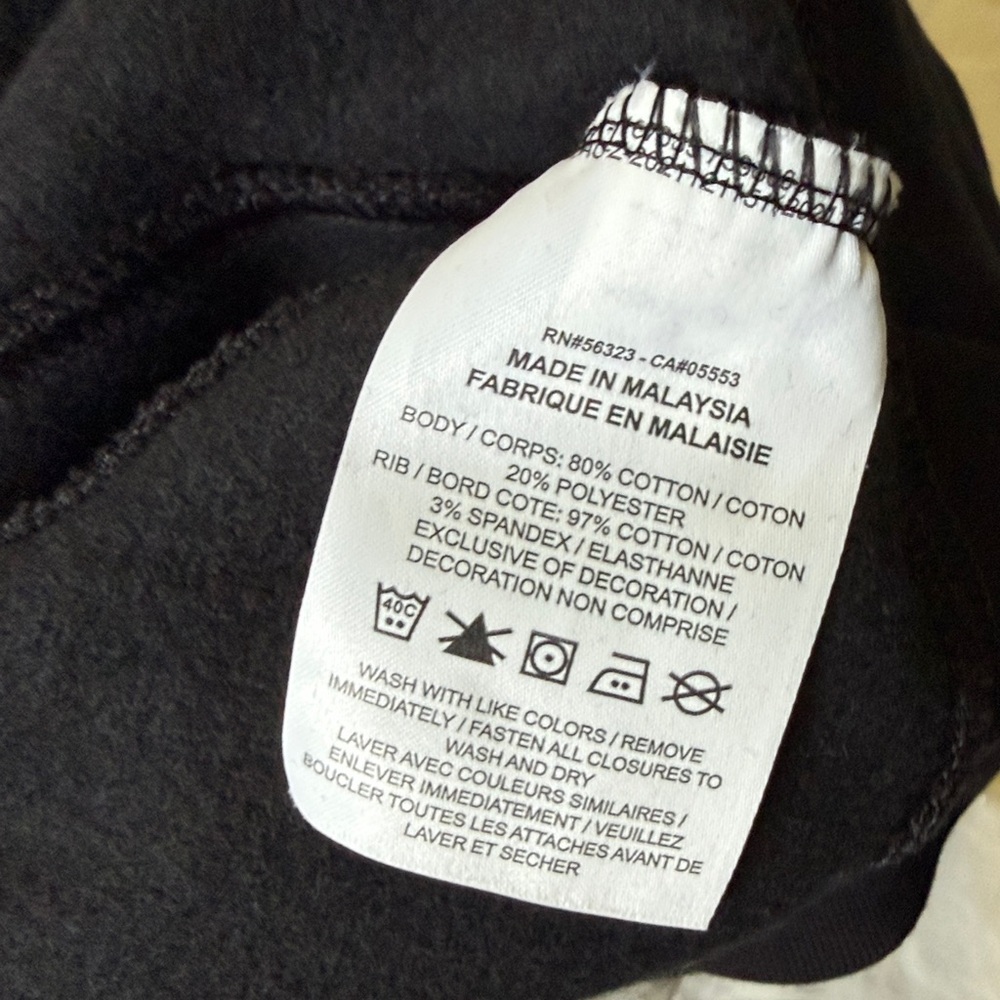 RN#56323 - CA#05553
MADE IN MALAYSIA
FABRIQUE EN MALAISIE
BODY / CORPS: 80% COTTON / COTON
20% POLYESTER
RIB / BORD COTE: 97% COTTON / COTON
3% SPANDEX / ELASTHANNE
EXCLUSIVE OF DECORATION /
DECORATION NON COMPRISE
40C
WASH WITH LIKE COLORS / REMOVE
IMMEDIATELY / FASTEN ALL CLOSURES TO
WASH AND DRY
LAVER AVEC COULEURS SIMILAIRES /
ENLEVER IMMEDIATEMENT / VEUILLEZ
BOUCLER TOUTES LES ATTACHES AVANT DE
LAVER ET SECHER